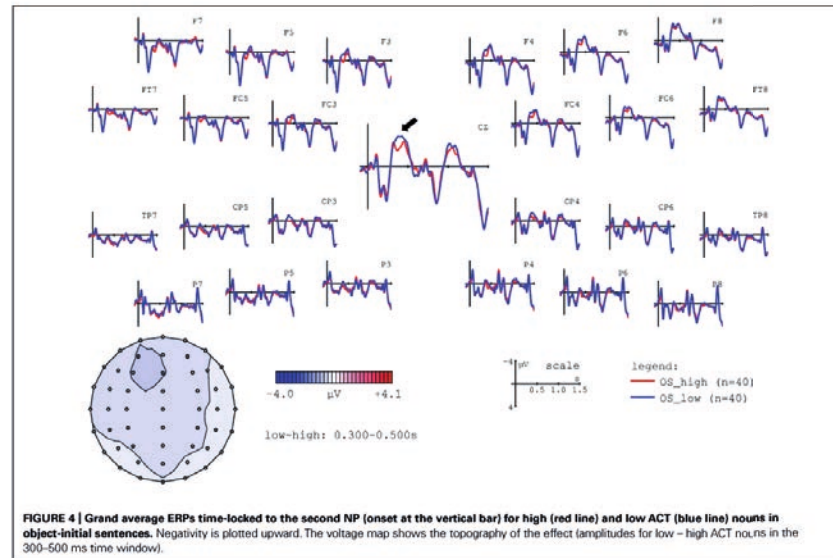 F7
F5
F3
F4
F6
F8
FT7
FC5
FC3
CZ
FC4
FC6
FT8
TP7
CP5
CP3
CP4
CP6
TP8
P7
P5
P3
P4
P6
P8
-4.0 µV +4.1
low-high: 0.300-0.500s
-4 µV scale
s
0.5 1.0 1.5
4
legend:
OS_high (n=40)
OS_low (n=40)
FIGURE 4 | Grand average ERPs time-locked to the second NP (onset at the vertical bar) for high (red line) and low ACT (blue line) nouns in
object-initial sentences. Negativity is plotted upward. The voltage map shows the topography of the effect (amplitudes for low – high ACT nouns in the
300–500 ms time window).